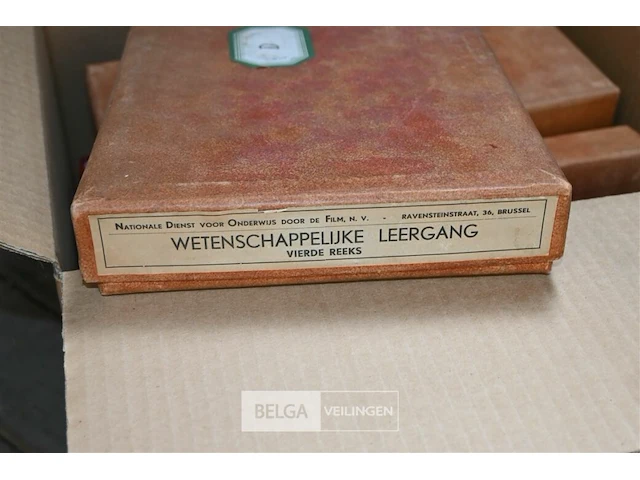 NATIONALE DIENST VOOR ONDERWIJS DOOR DE FILM, N. V. - RAVENSTEINSTRAAT, 36, BRUSSEL
WETENSCHAPPELIJKE LEERGANG
VIERDE REEKS
BELGA VEILINGEN